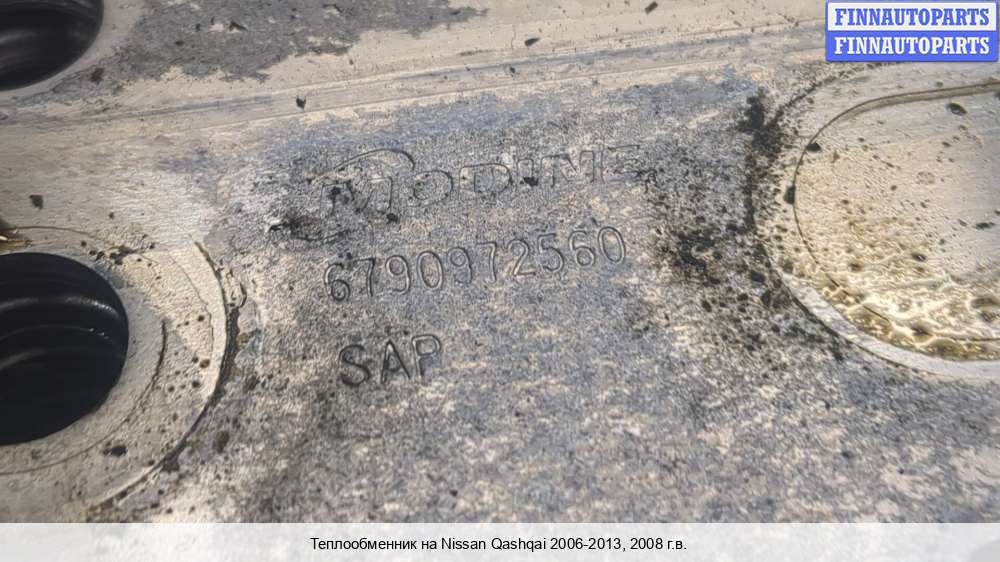 FINNAUTOPARTS
FINNAUTOPARTS
MODINE
6790972560
SAP
Теплообменник на Nissan Qashqai 2006-2013, 2008 г.в.